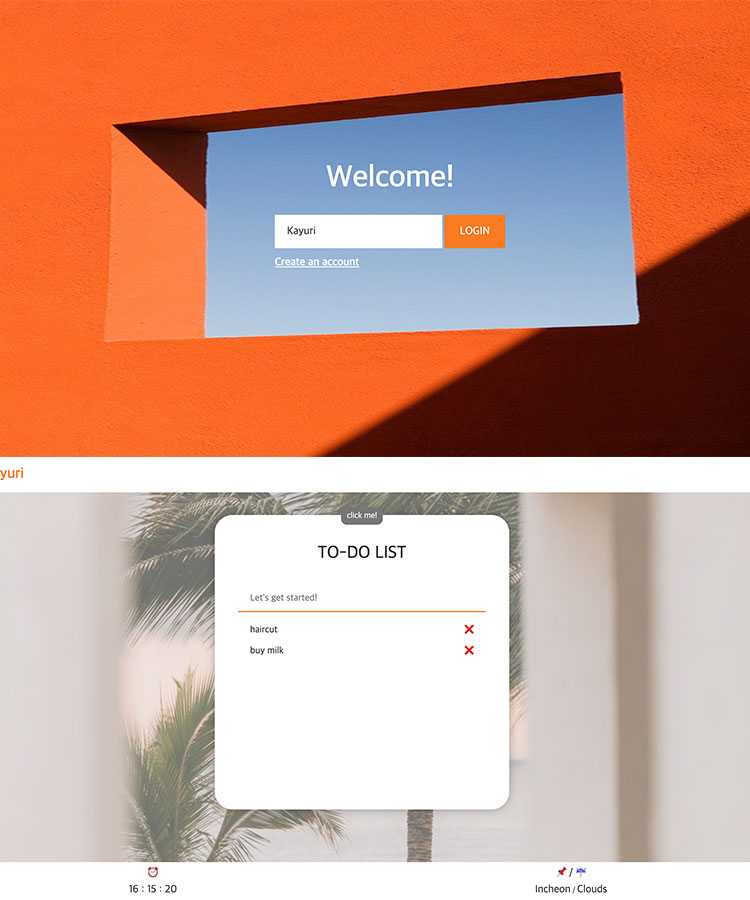 Welcome!
Kayuri LOGIN
Create an account
yuri
click me!
TO-DO LIST
Let's get started!
haircut
buy milk
/
16 : 15 : 20
Incheon / Clouds